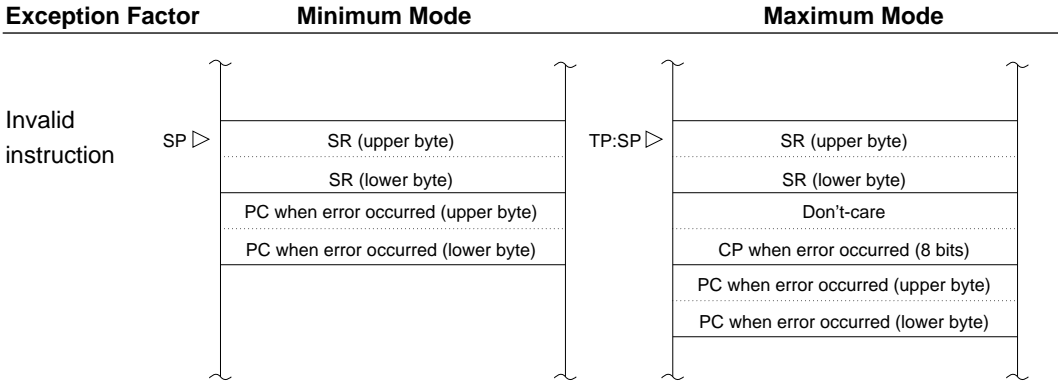 Exception Factor Minimum Mode Maximum Mode
Invalid
instruction
SP
SR (upper byte)
SR (lower byte)
PC when error occurred (upper byte)
PC when error occurred (lower byte)
TP:SP
SR (upper byte)
SR (lower byte)
Don't-care
CP when error occurred (8 bits)
PC when error occurred (upper byte)
PC when error occurred (lower byte)